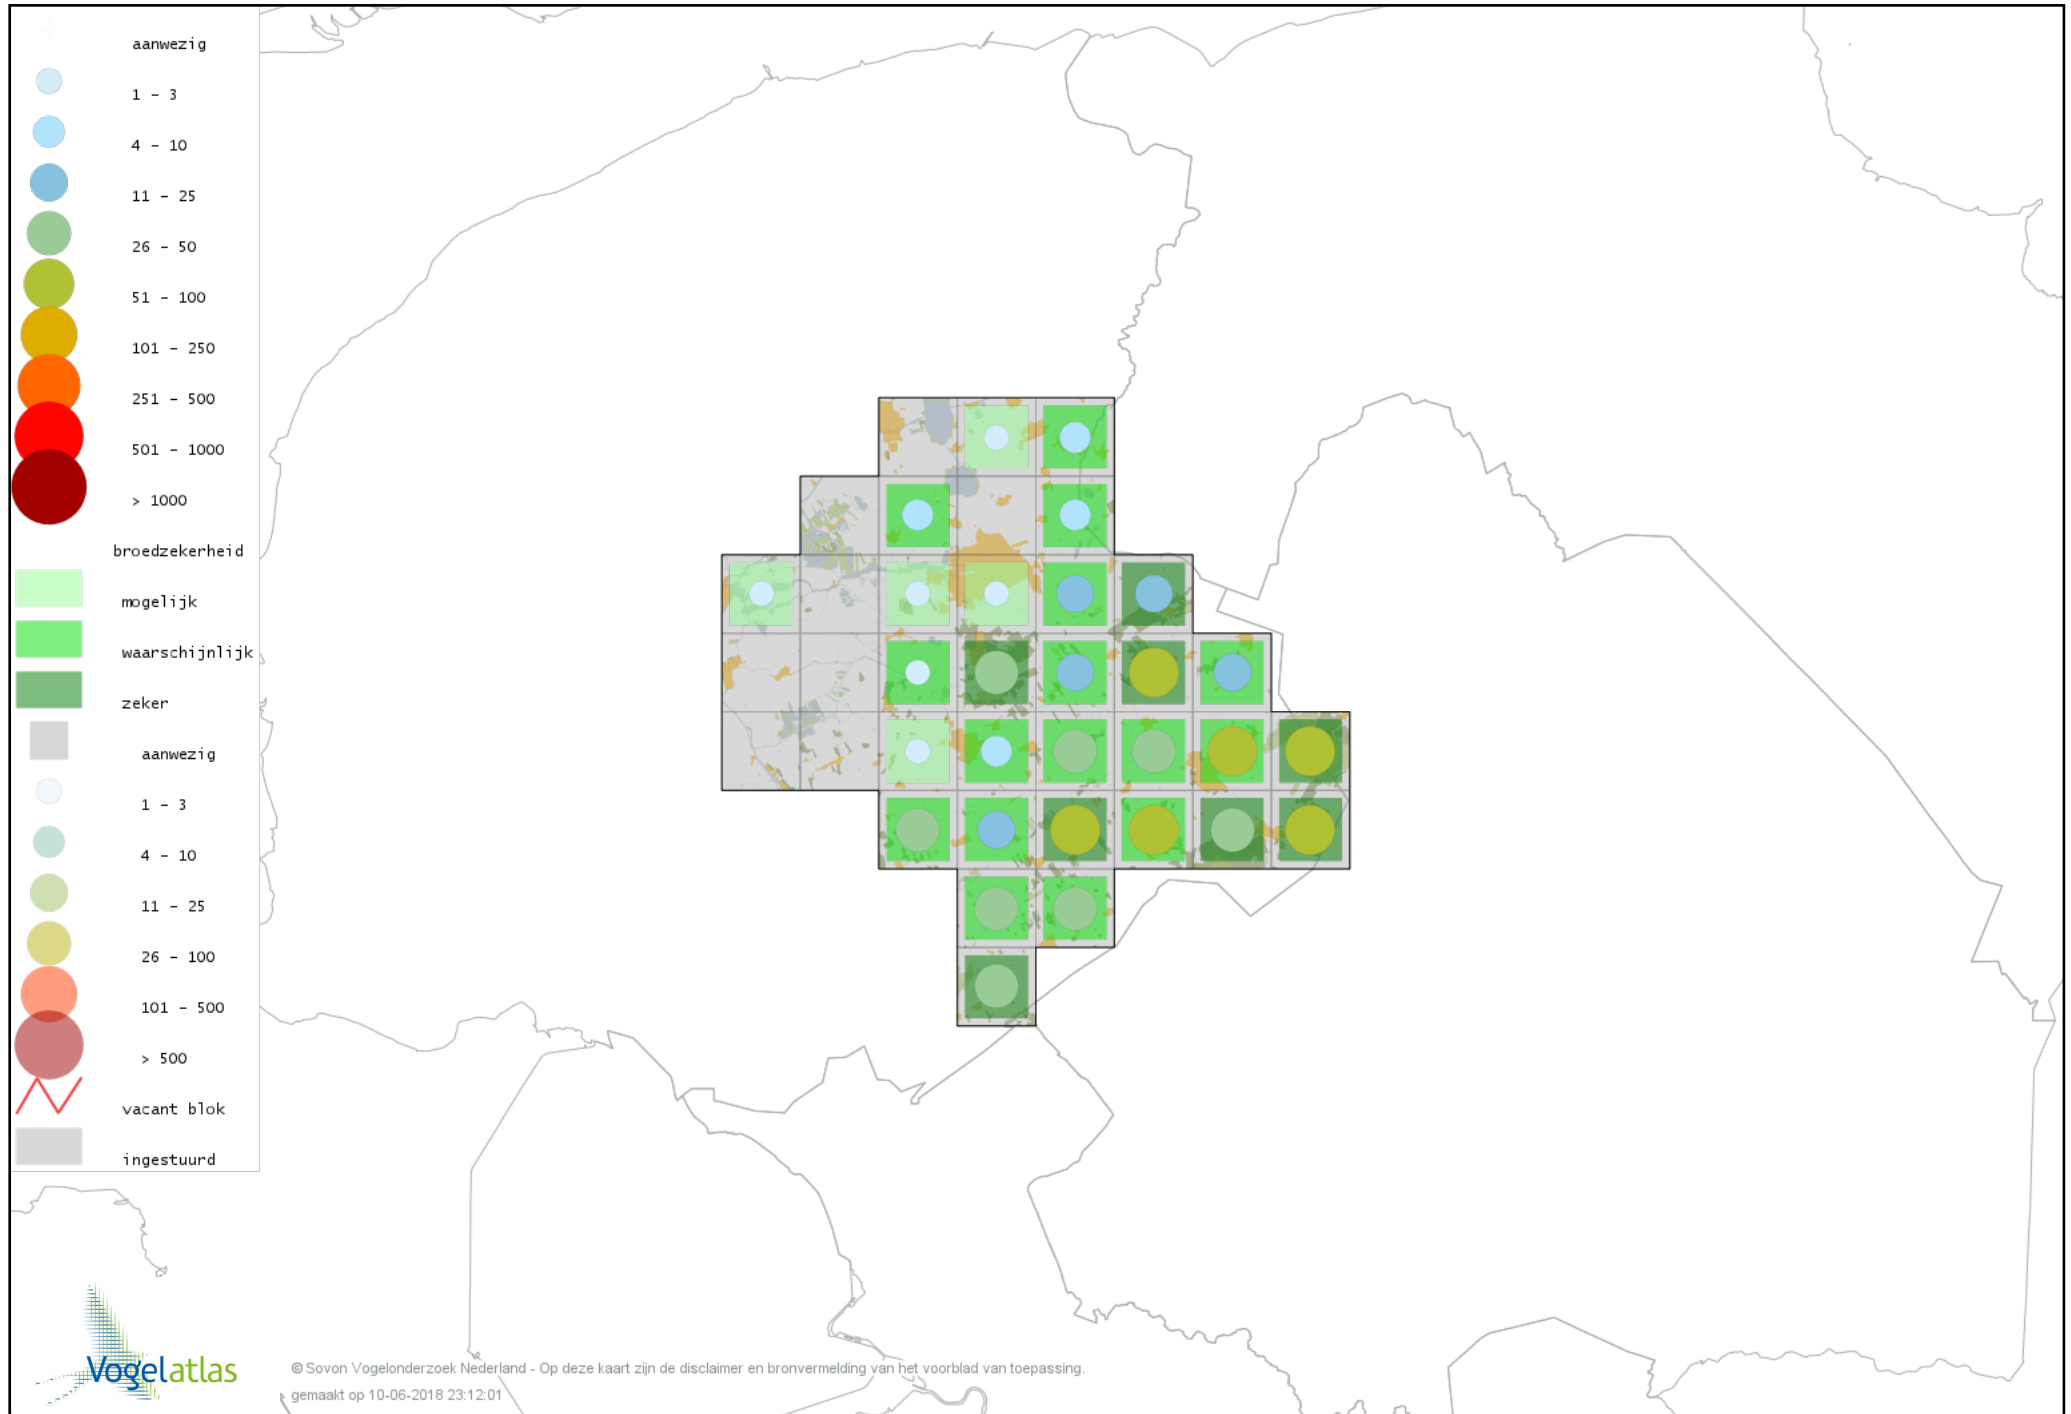 aanwezig
1 - 3
4 - 10
11 - 25
26 - 50
51 - 100
101 - 250
251 - 500
501 - 1000
> 1000
broedzekerheid
mogelijk
waarschijnlijk
zeker
aanwezig
1 - 3
4 - 10
11 - 25
26 - 100
101 - 500
> 500
vacant blok
ingestuurd
Vogelatlas
© Sovon Vogelonderzoek Nederland - Op deze kaart zijn de disclaimer en bronvermelding van het voorblad van toepassing.
gemaakt op 10-06-2018 23:12:01